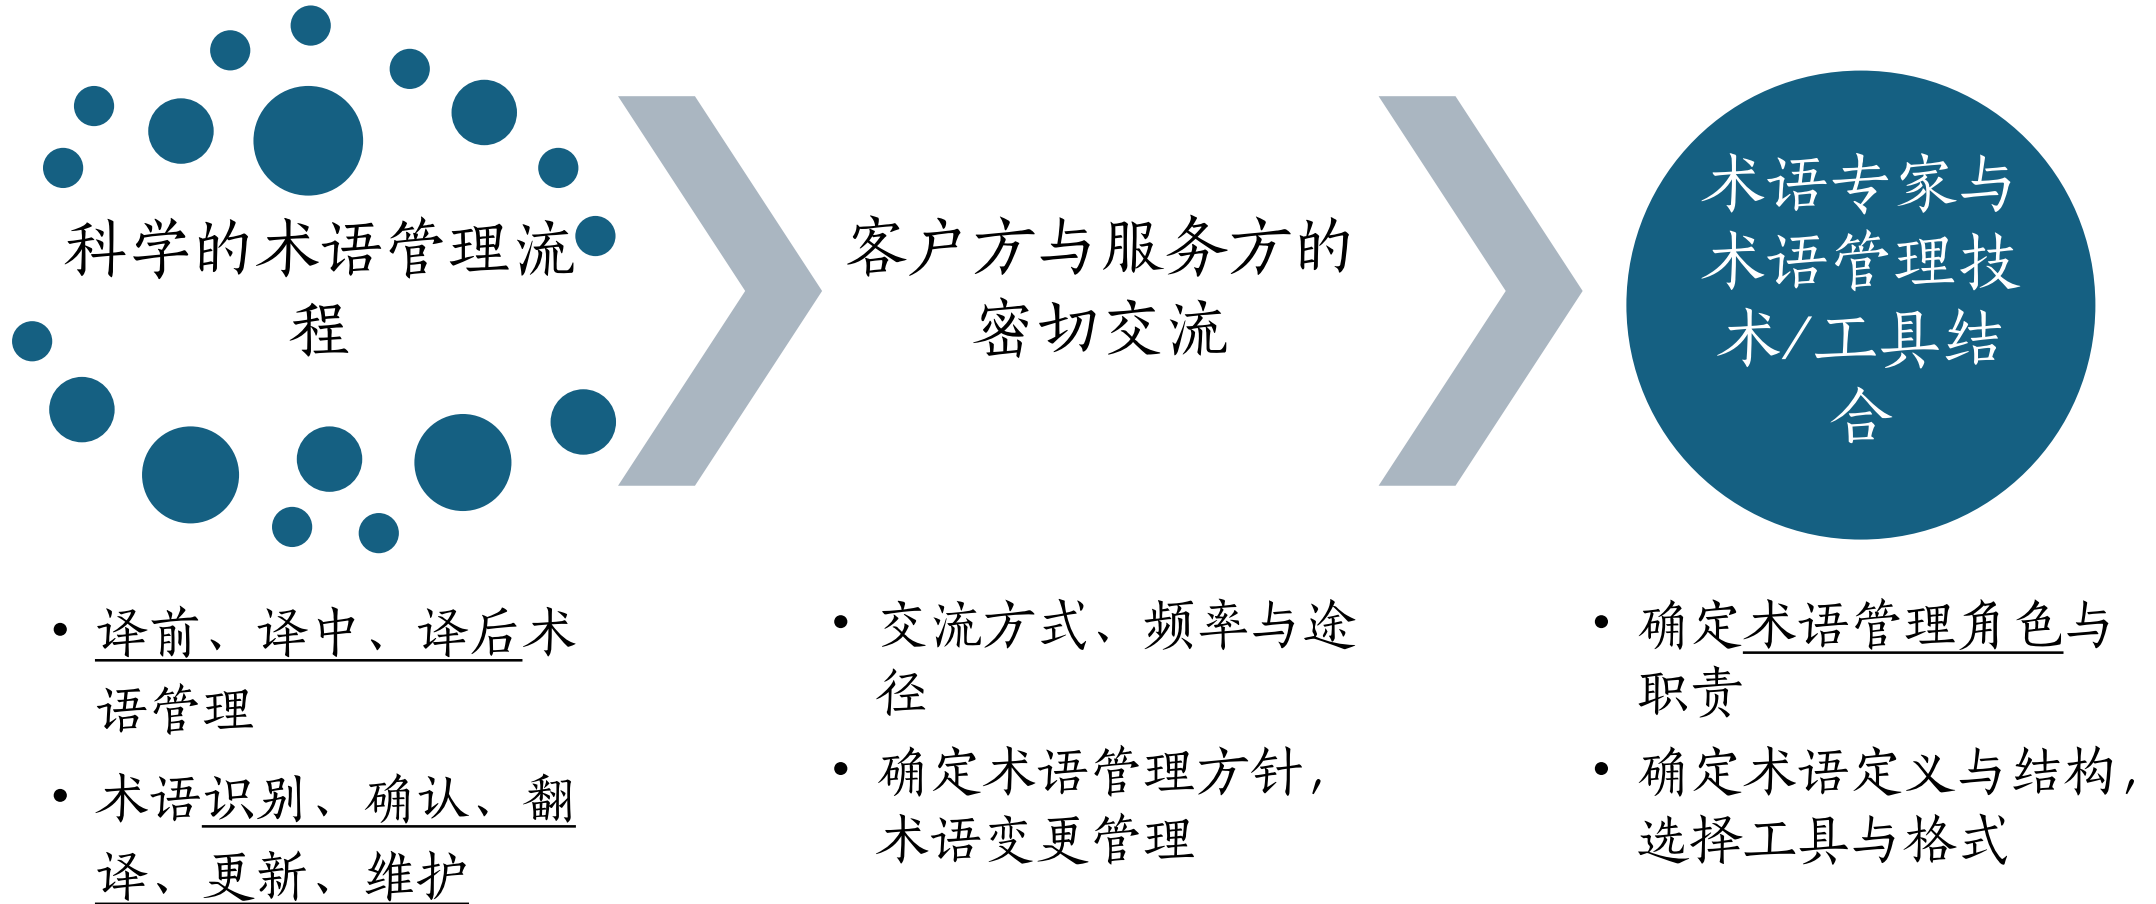 科学的术语管理流
程
客户方与服务方的
密切交流
术语专家与
术语管理技
术/工具结
合
• 译前、译中、译后术
语管理
• 术语识别、确认、翻
译、更新、维护
• 交流方式、频率与途
径
• 确定术语管理方针，
术语变更管理
• 确定术语管理角色与
职责
• 确定术语定义与结构，
选择工具与格式